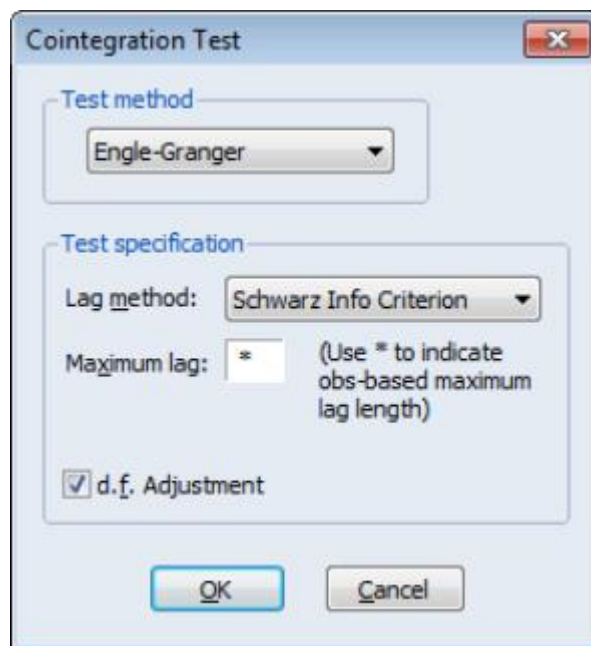 Cointegration Test
Test method
Engle-Granger
Test specification
Lag method: Schwarz Info Criterion
Maximum lag: * (Use * to indicate
obs-based maximum
lag length)
d.f. Adjustment
OK Cancel